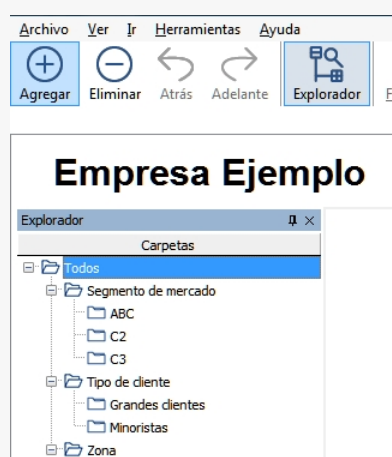 Archivo Ver Ir Herramientas Ayuda
Agregar Eliminar Atrás Adelante Explorador
Empresa Ejemplo
Explorador
Carpetas
Todos
Segmento de mercado
ABC
C2
C3
Tipo de cliente
Grandes clientes
Minoristas
Zona